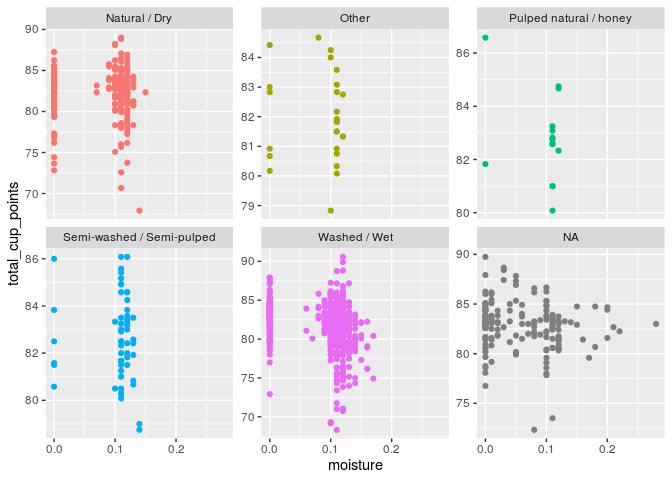 Natural / Dry
Other
Pulped natural / honey
90
85
80
75
70
84
83
82
81
80
79
86
84
82
80
total_cup_points
Semi-washed / Semi-pulped
Washed / Wet
NA
86
84
82
80
90
85
80
75
70
90
85
80
75
0.0 0.1 0.2
0.0 0.1 0.2
0.0 0.1 0.2
moisture